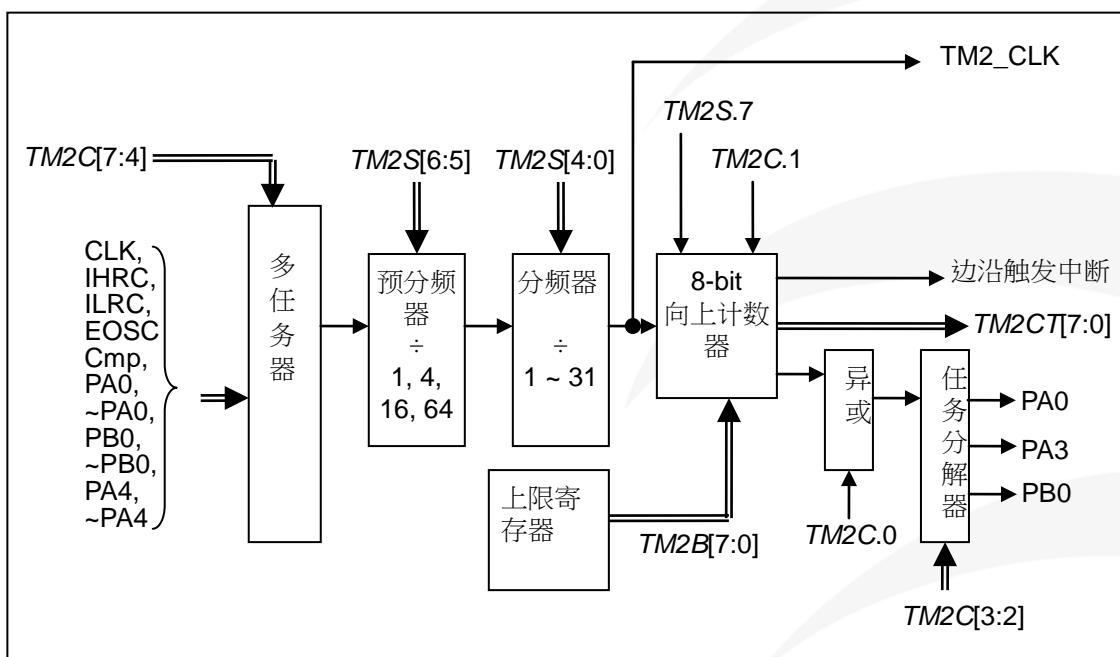 TM2_CLK
TM2S.7
TM2C[7:4]
TM2S[6:5]
TM2S[4:0]
TM2C.1
CLK,
IHRC,
ILRC,
EOSC
Cmp,
PA0,
~PA0,
PB0,
~PB0,
PA4,
~PA4
多任务器
预分频
器
÷
1, 4,
16, 64
分频器
÷
1 ~ 31
8-bit
向上计数
器
边沿触发中断
TM2CT[7:0]
异或
任务分解器
PA0
PA3
PB0
上限寄
存器
TM2B[7:0]
TM2C.0
TM2C[3:2]